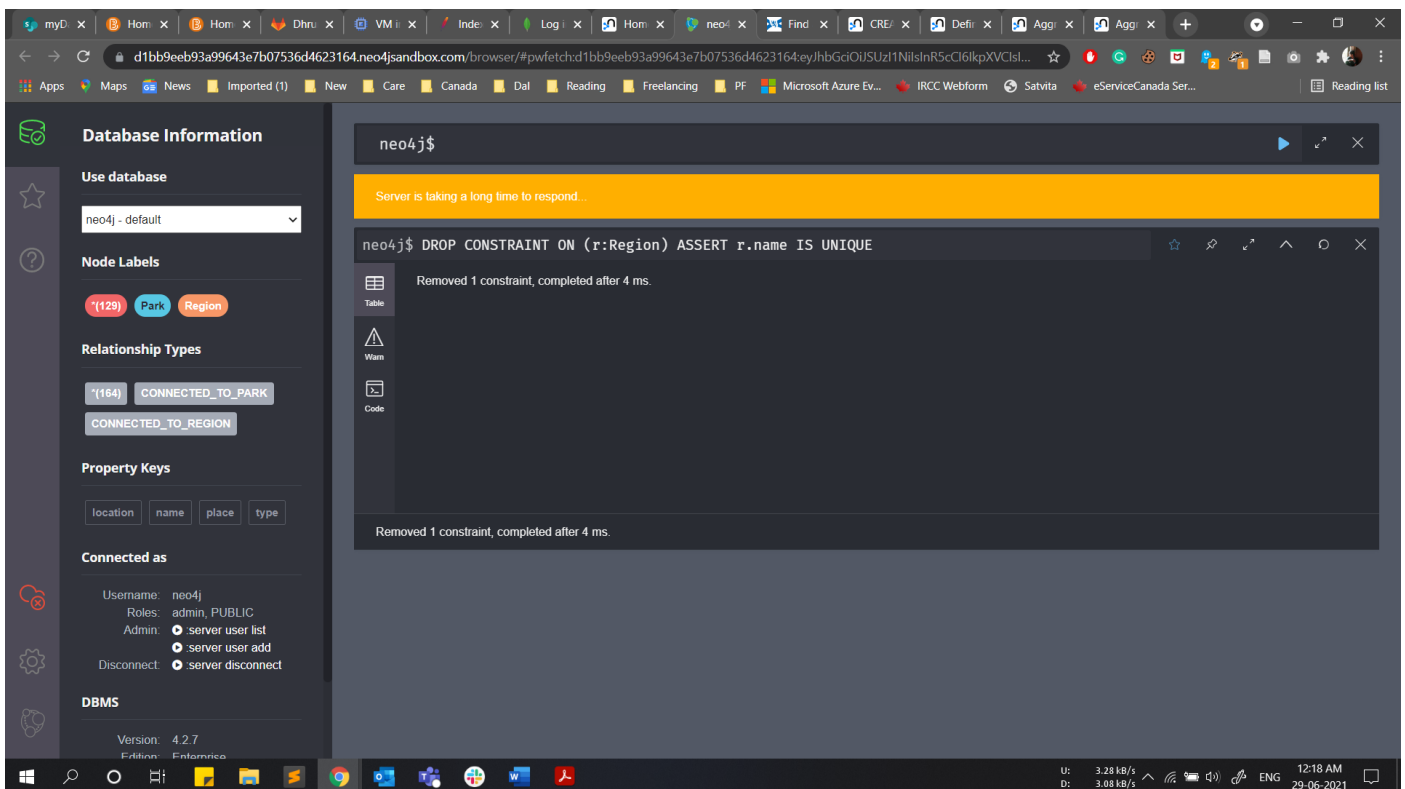 myD
Hom
Hom
Dhru
VM i
Inde
Log i
Hom
neo4
Find
CRE
Defir
Aggr
Aggr
d1bb9eeb93a99643e7b07536d4623164.neo4jsandbox.com/browser/#pwfetch:d1bb9eeb93a99643e7b07536d4623164:eyJhbGciOiJSUzI1NiIsInR5cCI6IkpXVCIsI...
Apps Maps News Imported (1) New Care Canada Dal Reading Freelancing PF Microsoft Azure Ev... IRCC Webform Satvita eServiceCanada Ser... Reading list
Database Information
Use database
neo4j - default
Node Labels
*(129) Park Region
Relationship Types
*(164) CONNECTED_TO_PARK
CONNECTED_TO_REGION
Property Keys
location name place type
Connected as
Username: neo4j
Roles: admin, PUBLIC
Admin: :server user list
:server user add
Disconnect: :server disconnect
DBMS
Version: 4.2.7
Edition: Enterprise
neo4j$
Server is taking a long time to respond...
neo4j$ DROP CONSTRAINT ON (r:Region) ASSERT r.name IS UNIQUE
Table
Removed 1 constraint, completed after 4 ms.
Warn
Code
Removed 1 constraint, completed after 4 ms.
U: 3.28 kB/s
D: 3.08 kB/s
ENG
12:18 AM
29-06-2021